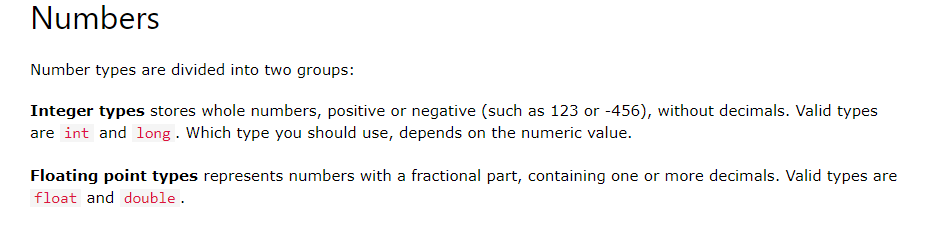 Numbers
Number types are divided into two groups:
Integer types stores whole numbers, positive or negative (such as 123 or -456), without decimals. Valid types
are int and long. Which type you should use, depends on the numeric value.
Floating point types represents numbers with a fractional part, containing one or more decimals. Valid types are
float and double.